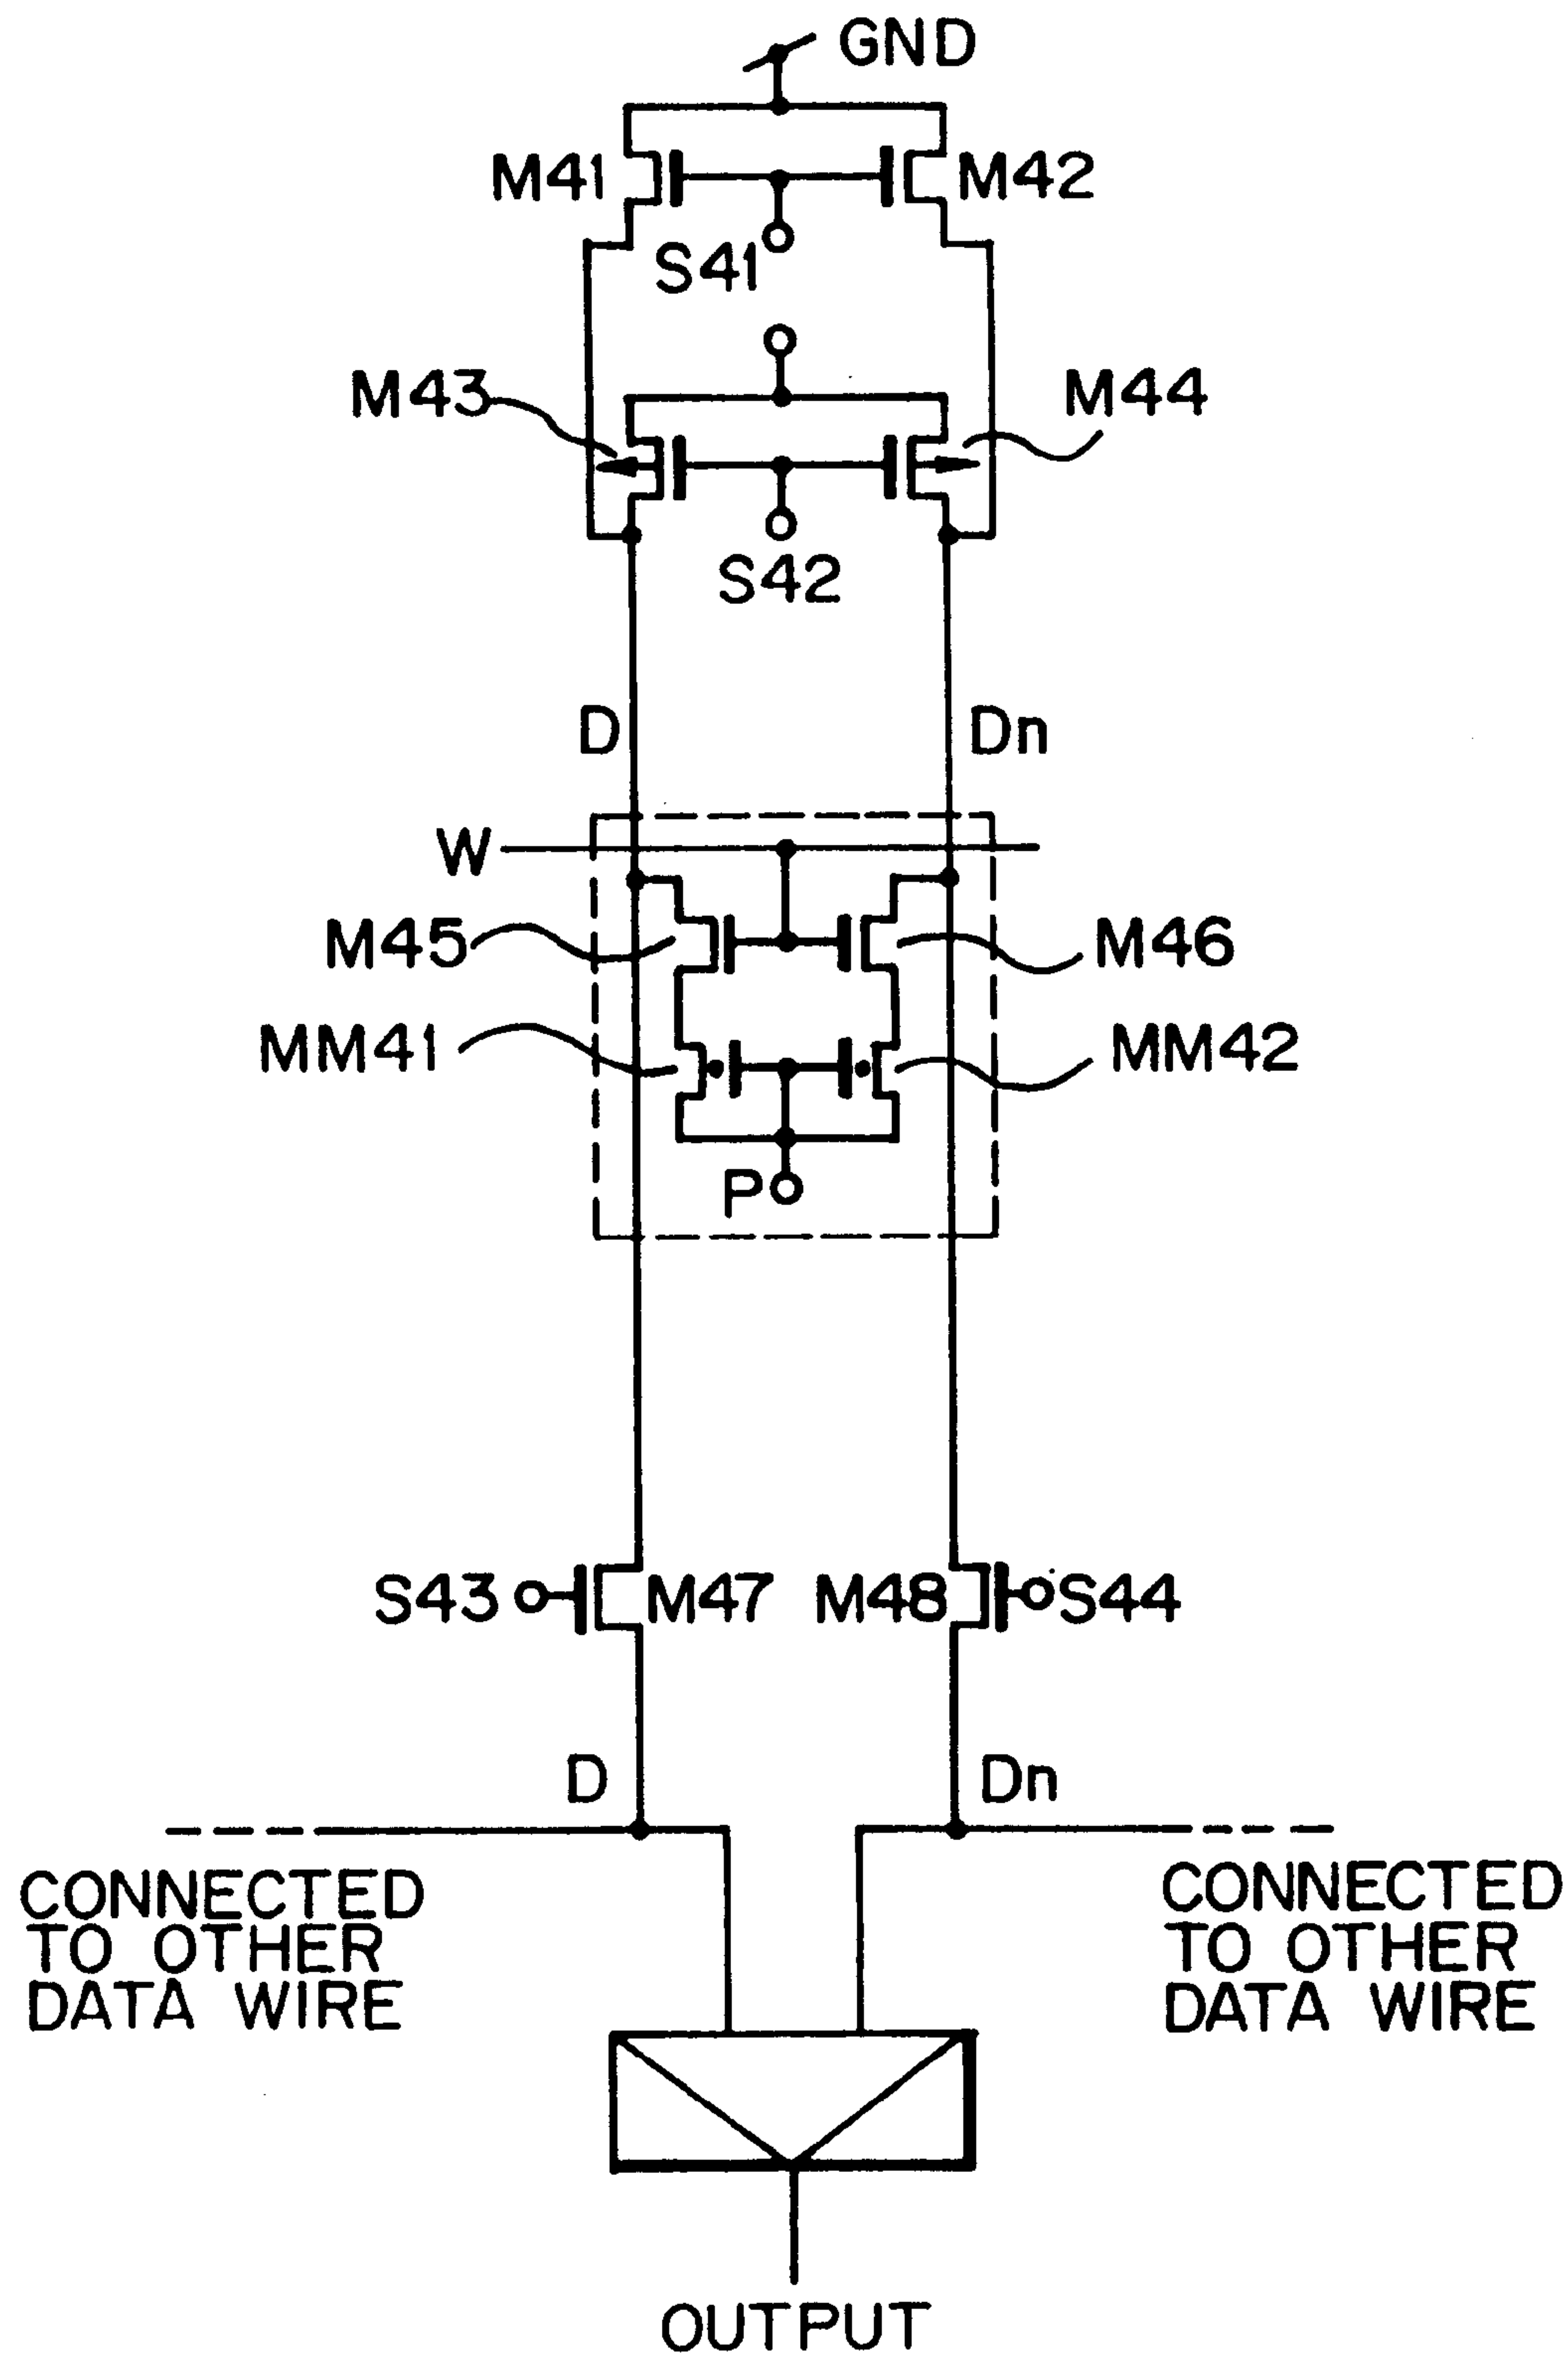 GND
M41
M42
S41
M43
M44
S42
D
Dn
W
M45
M46
MM41
MM42
P
S43
M47
M48
S44
D
Dn
CONNECTED
TO OTHER
DATA WIRE
CONNECTED
TO OTHER
DATA WIRE
OUTPUT